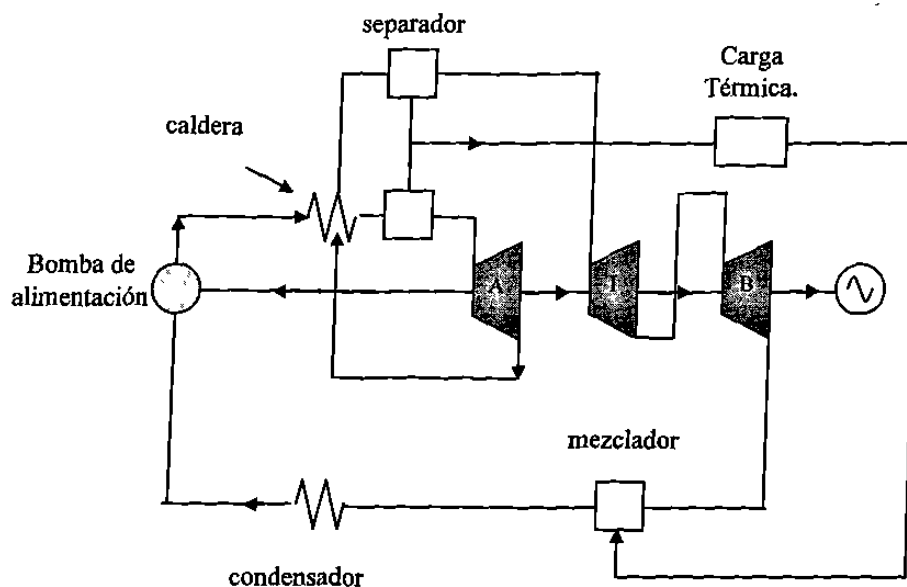 separador
Carga
Térmica.
caldera
Bomba de
alimentación
A
I
B
mezclador
condensador